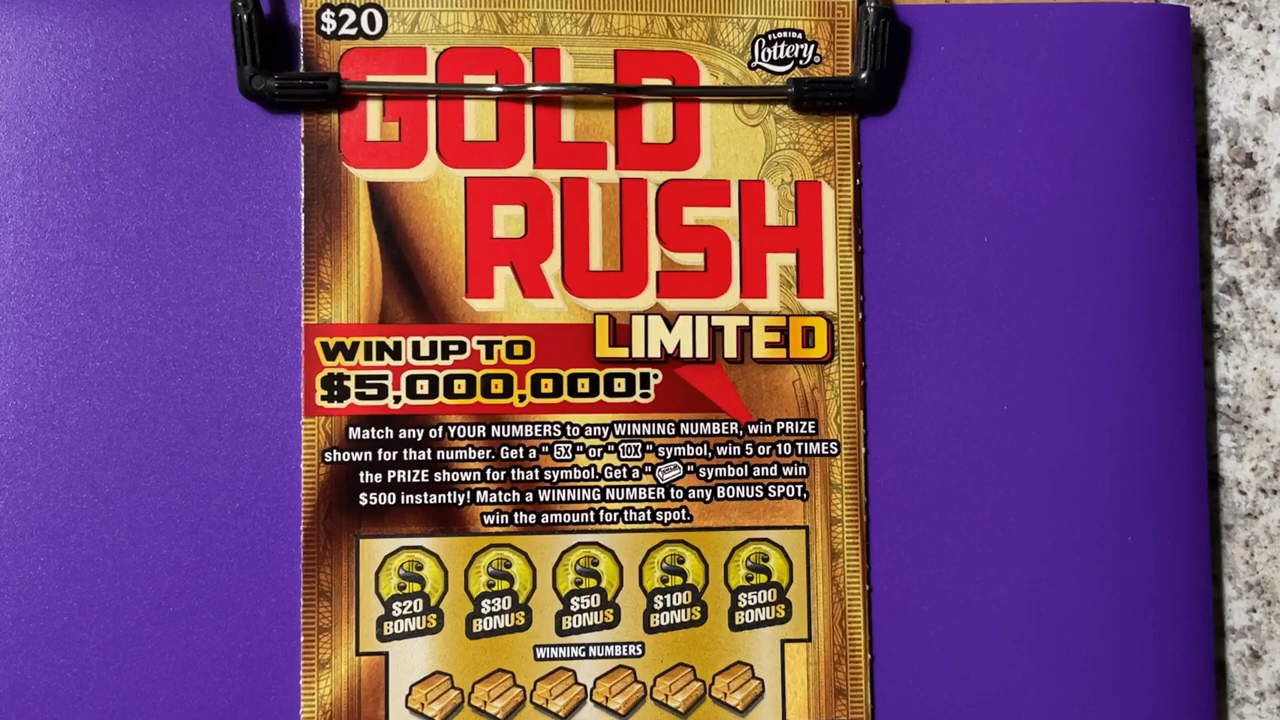 $20
FLORIDA
Lottery®
GOLD
RUSH
LIMITED
WIN UP TO
$5,000,000!*
Match any of YOUR NUMBERS to any WINNING NUMBER, win PRIZE
shown for that number. Get a "5X" or "10X" symbol, win 5 or 10 TIMES
the PRIZE shown for that symbol. Get a " " symbol and win
$500 instantly! Match a WINNING NUMBER to any BONUS SPOT,
win the amount for that spot.
$20 $30 $50 $100 $500
BONUS BONUS BONUS BONUS BONUS
WINNING NUMBERS